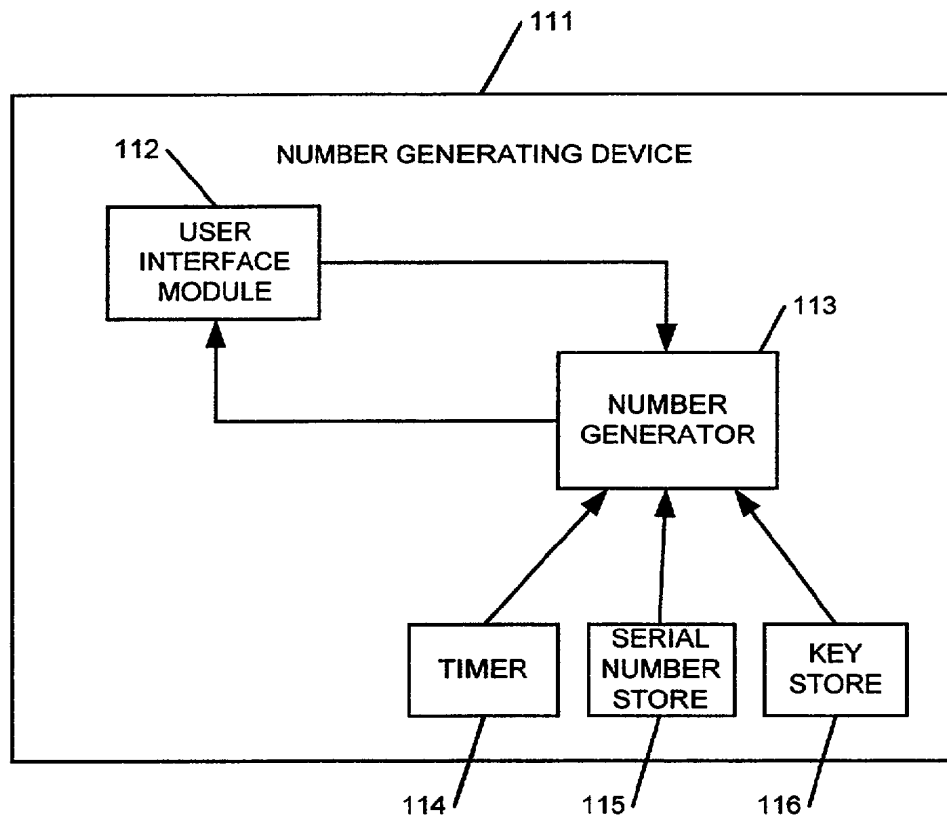 111
112
NUMBER GENERATING DEVICE
USER
INTERFACE
MODULE
113
NUMBER
GENERATOR
TIMER
SERIAL
NUMBER
STORE
KEY
STORE
114
115
116